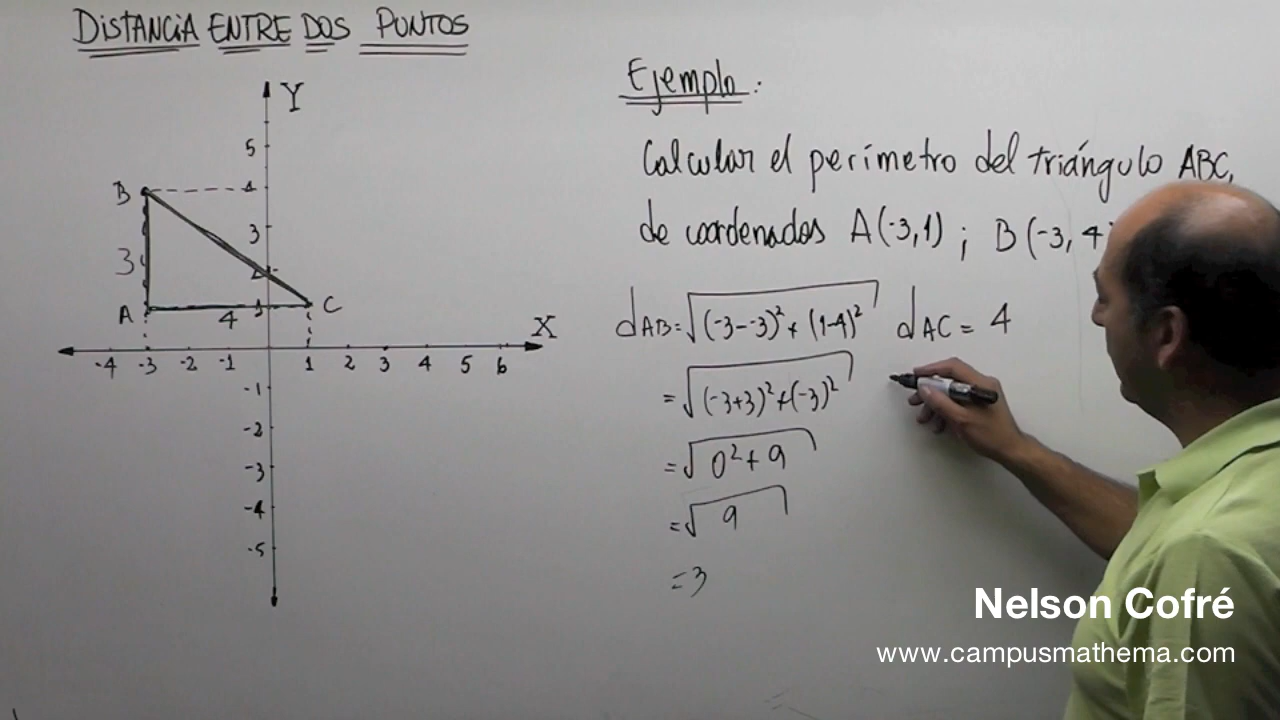 DISTANCIA ENTRE DOS PUNTOS
Y
5
B 4
3
3 2
A 4 1 C
X
-4 -3 -2 -1 1 2 3 4 5 6
-1
-2
-3
-4
-5
Ejemplo:
Calcular el perímetro del triángulo ABC,
de coordenadas A(-3,1) ; B(-3,4
dAB=√(-3--3)²+(1-4)² dAC = 4
=√(-3+3)²+(-3)²
=√0²+9
=√9
=3
Nelson Cofré
www.campusmathema.com